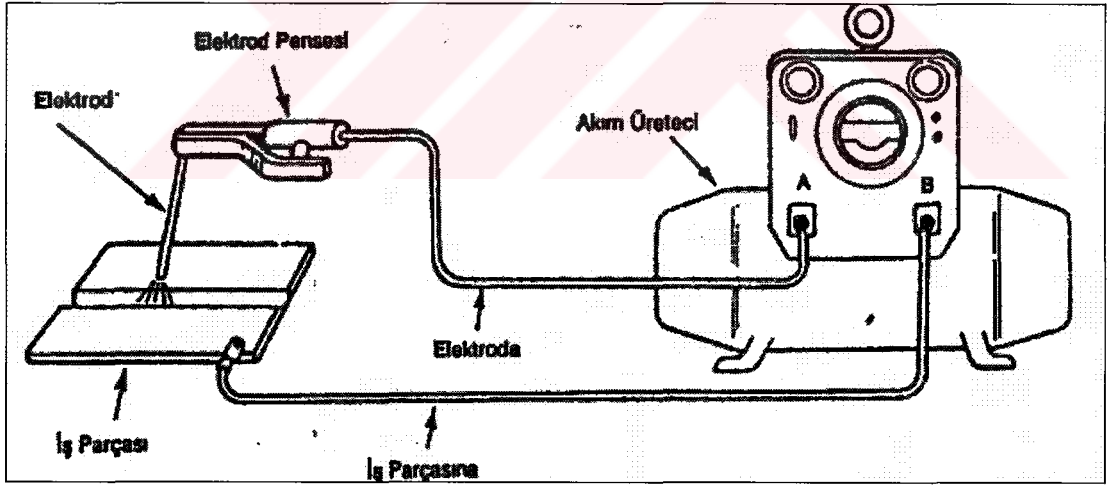 Elektrod Pensesi
Elektrod
Akım Üreteci
A
B
Elektroda
İş Parçası
İş Parçasına